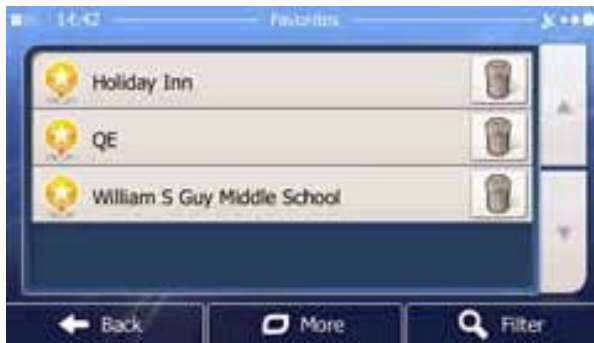 14:42
Favorites
Holiday Inn
QE
William S Guy Middle School
Back
More
Filter